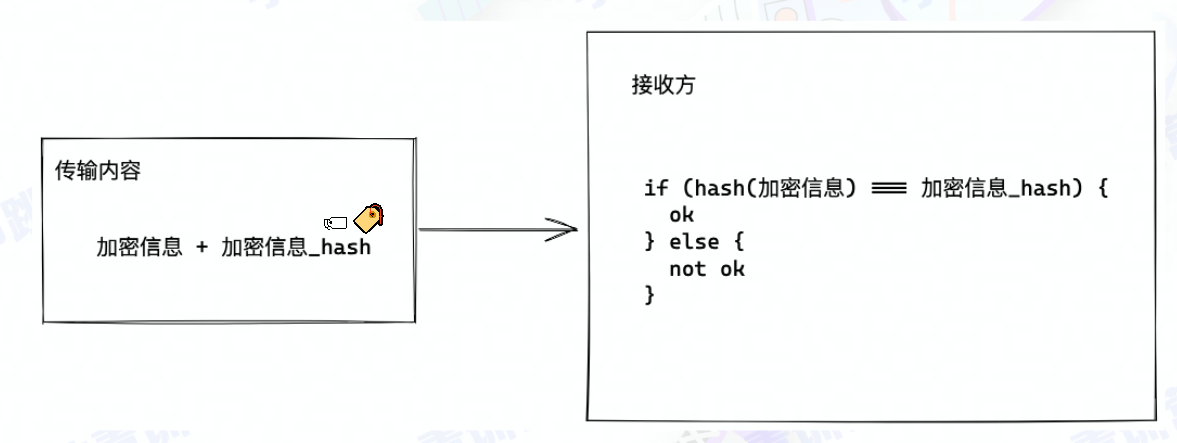 传输内容
加密信息 + 加密信息_hash
接收方
if (hash(加密信息) === 加密信息_hash) {
ok
} else {
not ok
}